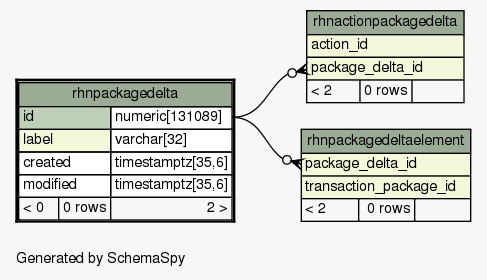 rhnactionpackagedelta
action_id
package_delta_id
< 2 0 rows
rhnpackagedelta
id numeric[131089]
label varchar[32]
created timestamptz[35,6]
modified timestamptz[35,6]
< 0 0 rows 2 >
rhnpackagedeltaelement
package_delta_id
transaction_package_id
< 2 0 rows
Generated by SchemaSpy